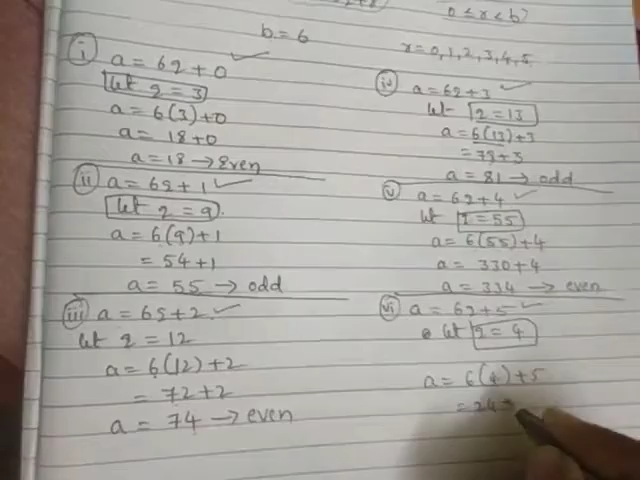 0 ≤ r < b?
b = 6
r = 0, 1, 2, 3, 4, 5.
i) a = 6q + 0
let q = 3
a = 6(3) + 0
a = 18 + 0
a = 18 → Even
ii) a = 6q + 1
let q = 9.
a = 6(9) + 1
= 54 + 1
a = 55 → odd
iii) a = 6q + 2
let q = 12
a = 6(12) + 2
= 72 + 2
a = 74 → even
iv) a = 6q + 3
let q = 13
a = 6(13) + 3
= 78 + 3
a = 81 → odd
v) a = 6q + 4
let q = 55
a = 6(55) + 4
a = 330 + 4
a = 334 → even
vi) a = 6q + 5
let q = 4
a = 6(4) + 5
= 24 +